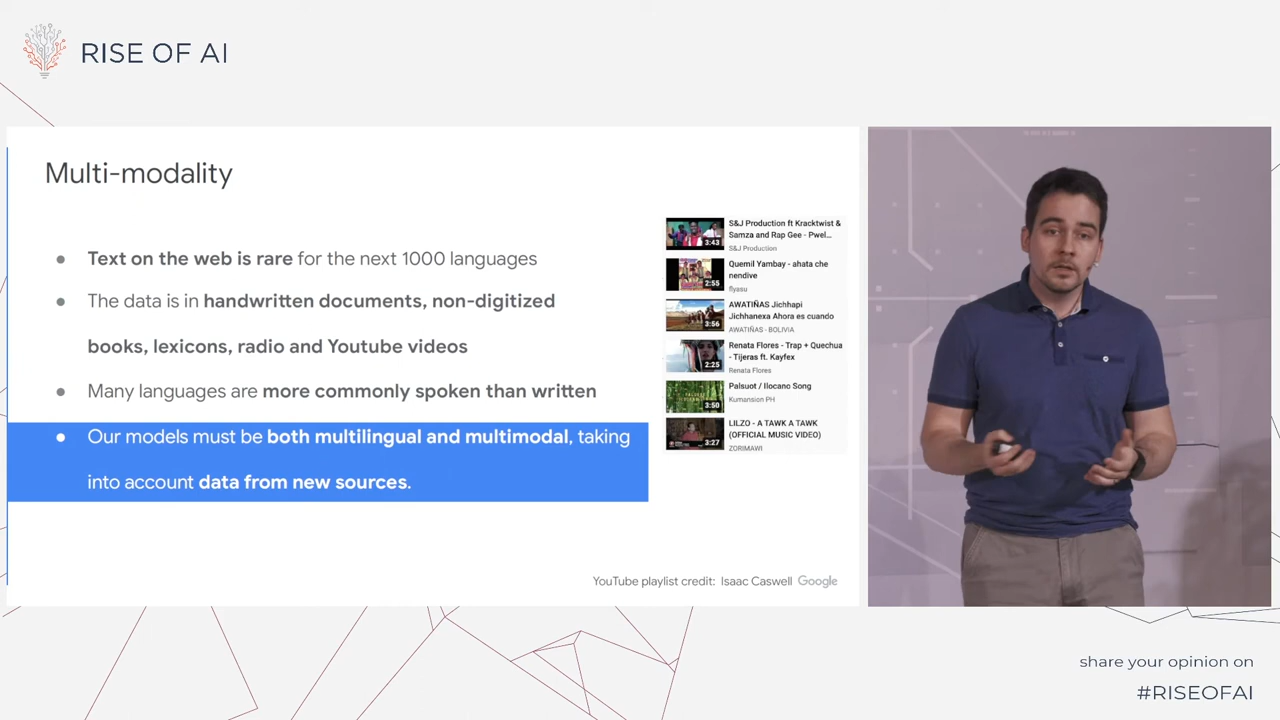 RISE OF AI
Multi-modality
● Text on the web is rare for the next 1000 languages
● The data is in handwritten documents, non-digitized
books, lexicons, radio and Youtube videos
● Many languages are more commonly spoken than written
● Our models must be both multilingual and multimodal, taking
into account data from new sources.
S&J Production ft Kracktwist &
Samza and Rap Gee - Pwel...
3:43
S&J Production
Quemil Yambay - ahata che
nendive
2:55
flyasu
AWATIÑAS Jichhapi
Jichhanexa Ahora es cuando
3:56
AWATIÑAS - BOLIVIA
Renata Flores - Trap + Quechua
- Tijeras ft. Kayfex
2:25
Renata Flores
Palsuot / Ilocano Song
3:50
Kumansion PH
LILZO - A TAWK A TAWK
(OFFICIAL MUSIC VIDEO)
3:27
ZORIMAWI
YouTube playlist credit: Isaac Caswell Google
share your opinion on
#RISEOFAI